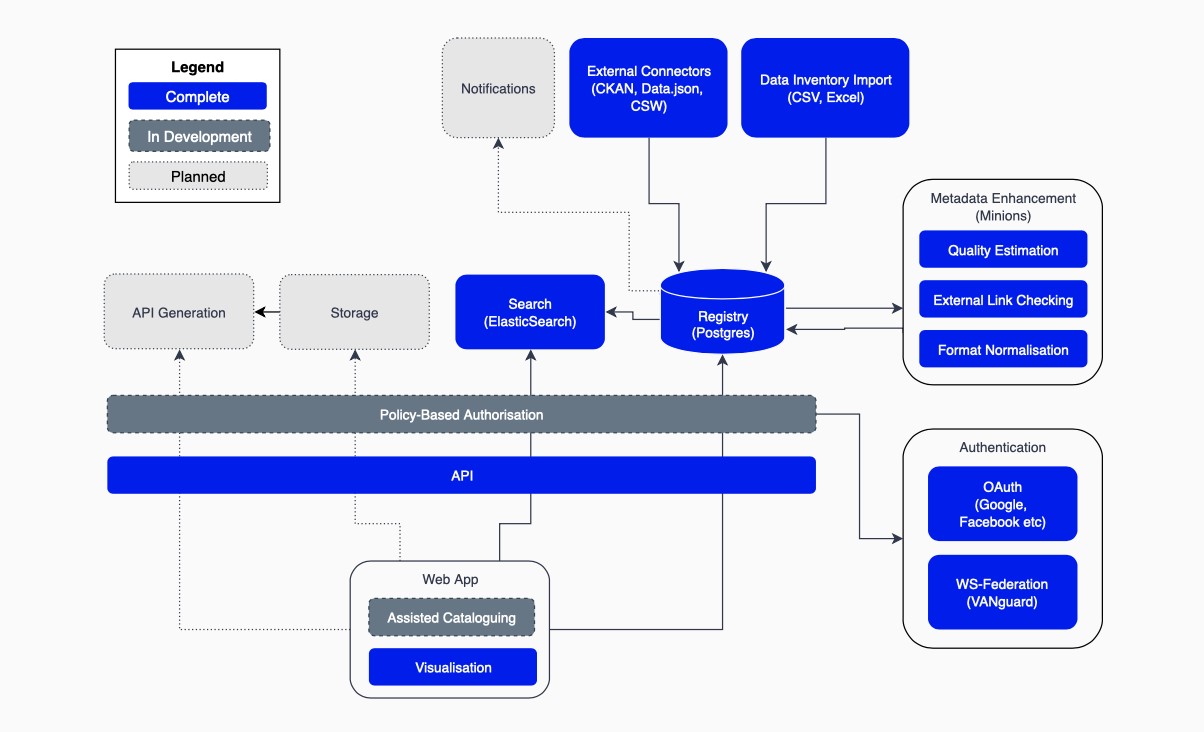 Legend
Complete
In Development
Planned
Notifications
External Connectors
(CKAN, Data.json,
CSW)
Data Inventory Import
(CSV, Excel)
Metadata Enhancement
(Minions)
Quality Estimation
External Link Checking
Format Normalisation
API Generation
Storage
Search
(ElasticSearch)
Registry
(Postgres)
Policy-Based Authorisation
API
Authentication
OAuth
(Google,
Facebook etc)
WS-Federation
(VANguard)
Web App
Assisted Cataloguing
Visualisation